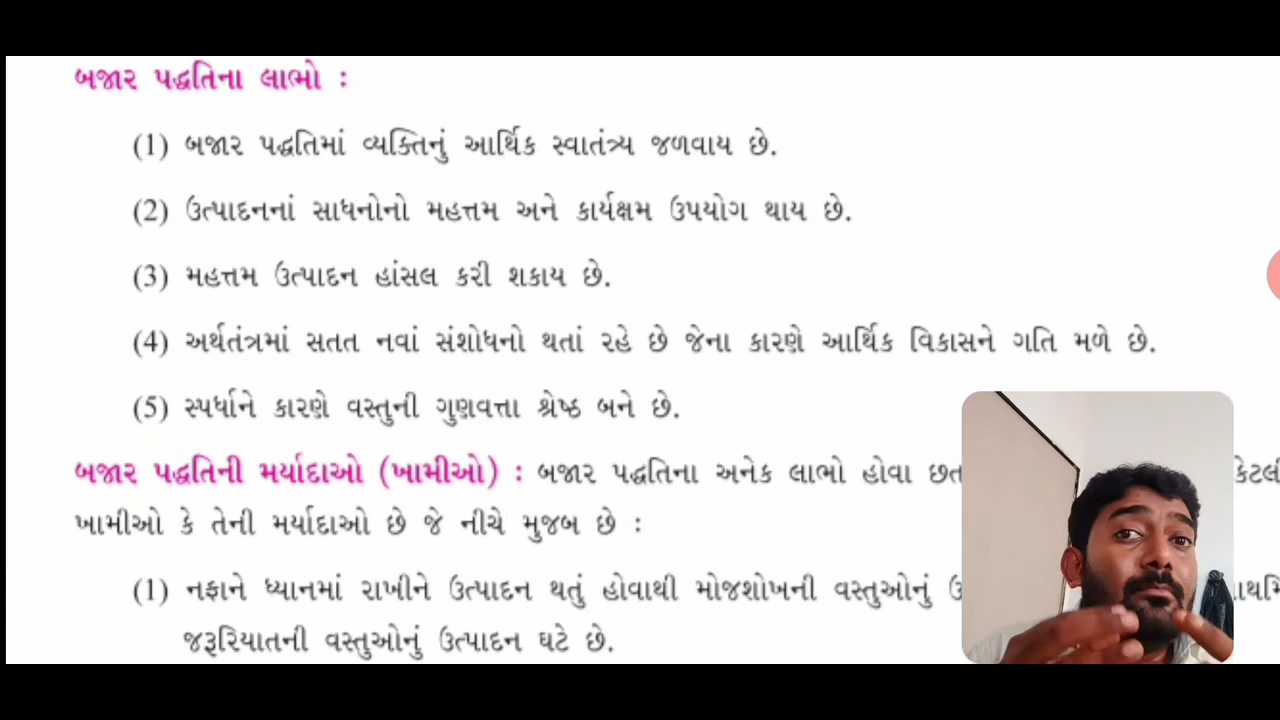 બજાર પદ્ધતિના લાભો :
(1) બજાર પદ્ધતિમાં વ્યક્તિનું આર્થિક સ્વાતંત્ર્ય જળવાય છે.
(2) ઉત્પાદનનાં સાધનોનો મહત્તમ અને કાર્યક્ષમ ઉપયોગ થાય છે.
(3) મહત્તમ ઉત્પાદન હાંસલ કરી શકાય છે.
(4) અર્થતંત્રમાં સતત નવાં સંશોધનો થતાં રહે છે જેના કારણે આર્થિક વિકાસને ગતિ મળે છે.
(5) સ્પર્ધાને કારણે વસ્તુની ગુણવત્તા શ્રેષ્ઠ બને છે.
બજાર પદ્ધતિની મર્યાદાઓ (ખામીઓ) : બજાર પદ્ધતિના અનેક લાભો હોવા
ખામીઓ કે તેની મર્યાદાઓ છે જે નીચે મુજબ છે :
(1) નફાને ધ્યાનમાં રાખીને ઉત્પાદન થતું હોવાથી મોજશોખની વસ્તુઓનું
જરૂરિયાતની વસ્તુઓનું ઉત્પાદન ઘટે છે.